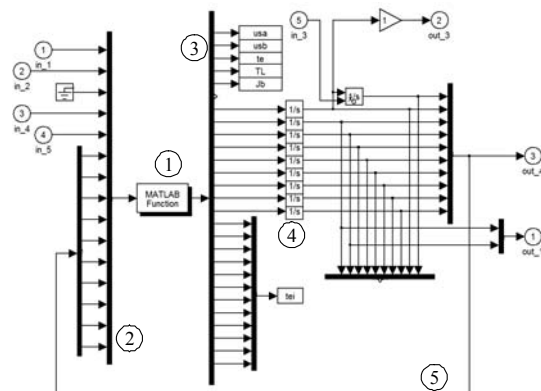 1
in_1
2
in_2
3
in_4
4
in_5
1
MATLAB
Function
2
3
usa
usb
te
TL
Jb
5
in_3
1
2
out_3
1/s
1/s
1/s
1/s
1/s
1/s
1/s
1/s
1/s
1/s
4
tei
3
out_4
1
out_1
5